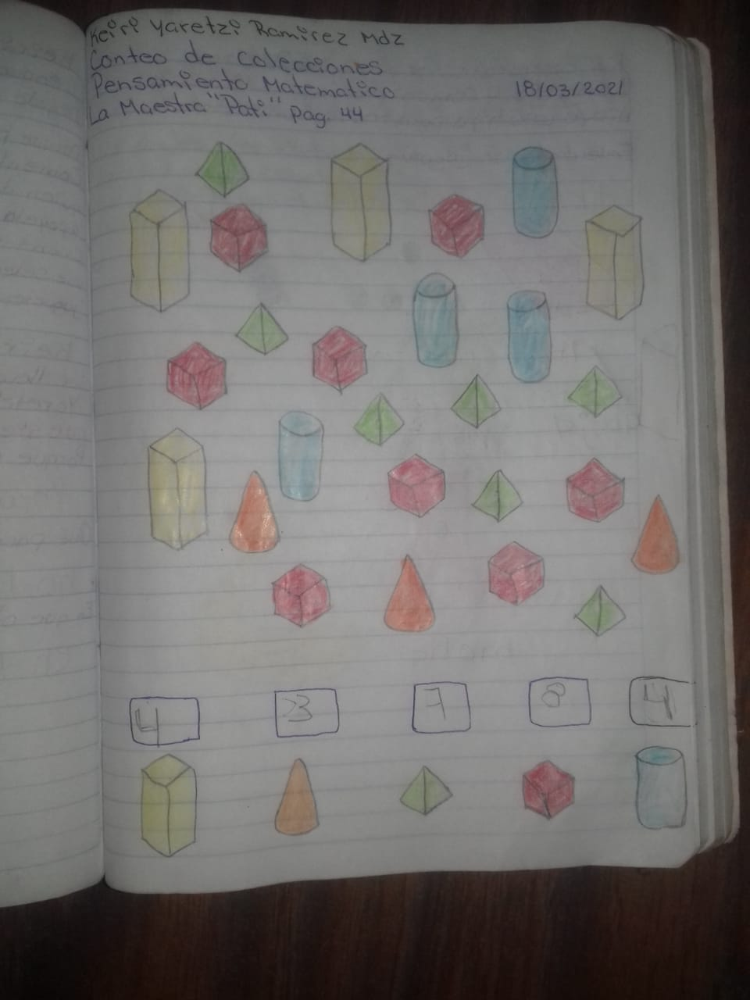 Keiri Yaretzi Ramirez Mdz
Conteo de colecciones
Pensamiento Matematico 18/03/2021
La Maestra "Pati" pag. 44
4 3 7 8 4